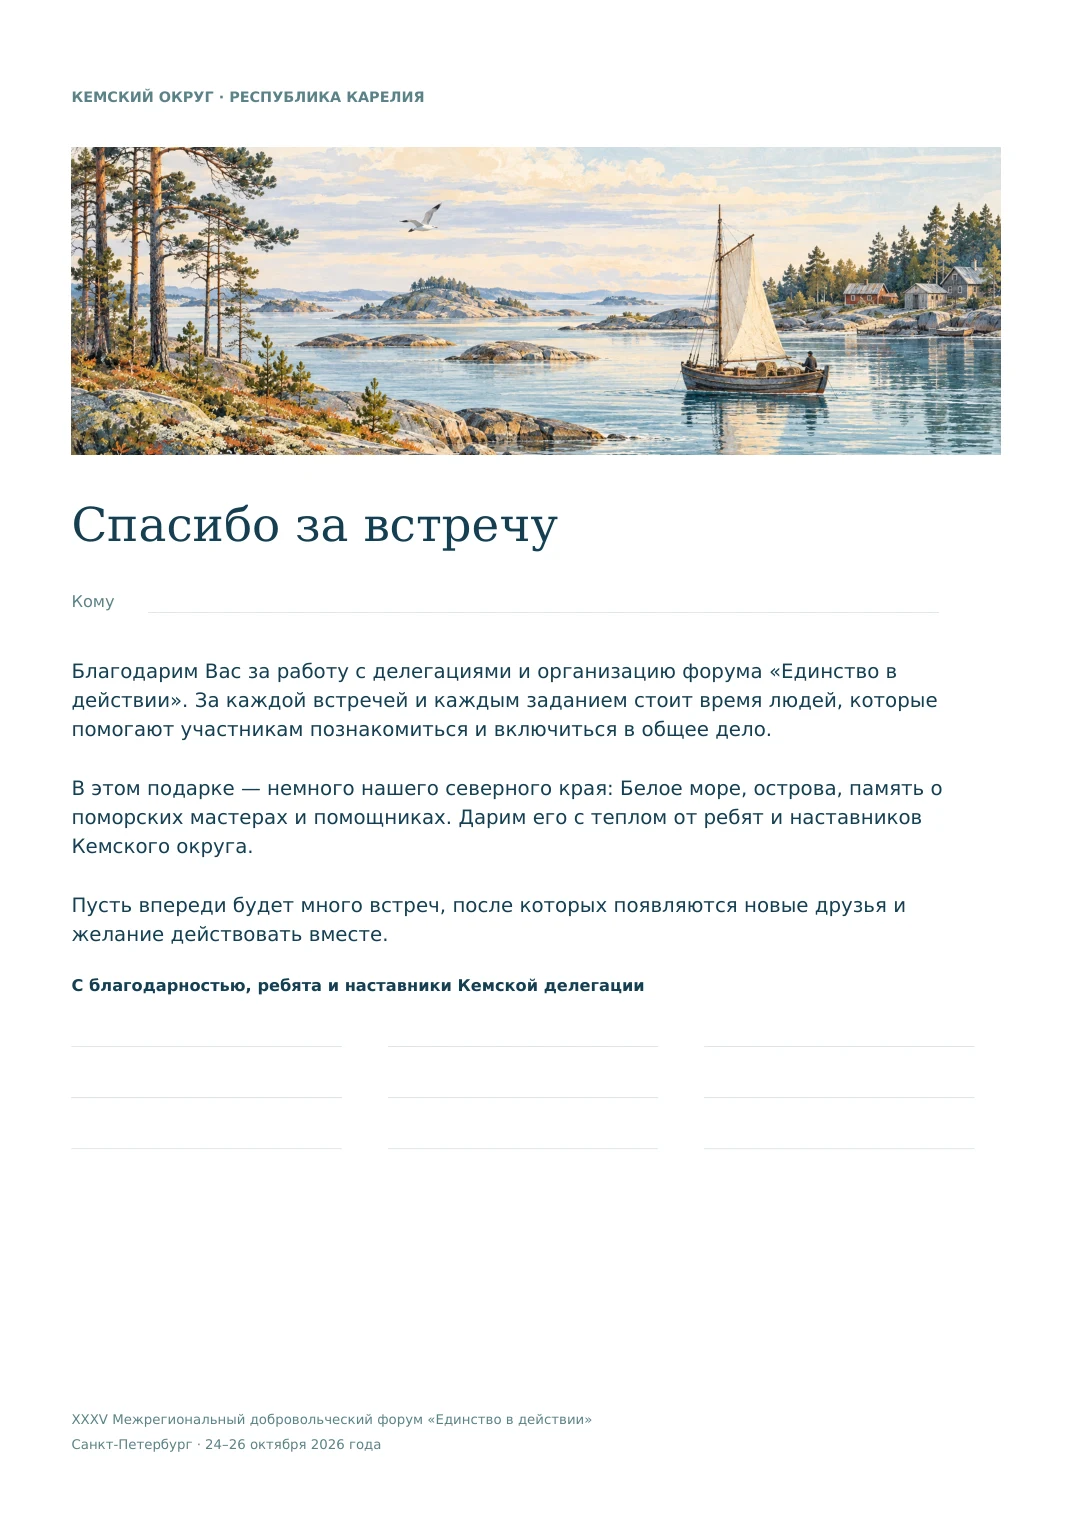 КЕМСКИЙ ОКРУГ · РЕСПУБЛИКА КАРЕЛИЯ
Спасибо за встречу
Кому
Благодарим Вас за работу с делегациями и организацию форума «Единство в
действии». За каждой встречей и каждым заданием стоит время людей, которые
помогают участникам познакомиться и включиться в общее дело.
В этом подарке — немного нашего северного края: Белое море, острова, память о
поморских мастерах и помощниках. Дарим его с теплом от ребят и наставников
Кемского округа.
Пусть впереди будет много встреч, после которых появляются новые друзья и
желание действовать вместе.
С благодарностью, ребята и наставники Кемской делегации
XXXV Межрегиональный добровольческий форум «Единство в действии»
Санкт-Петербург · 24–26 октября 2026 года